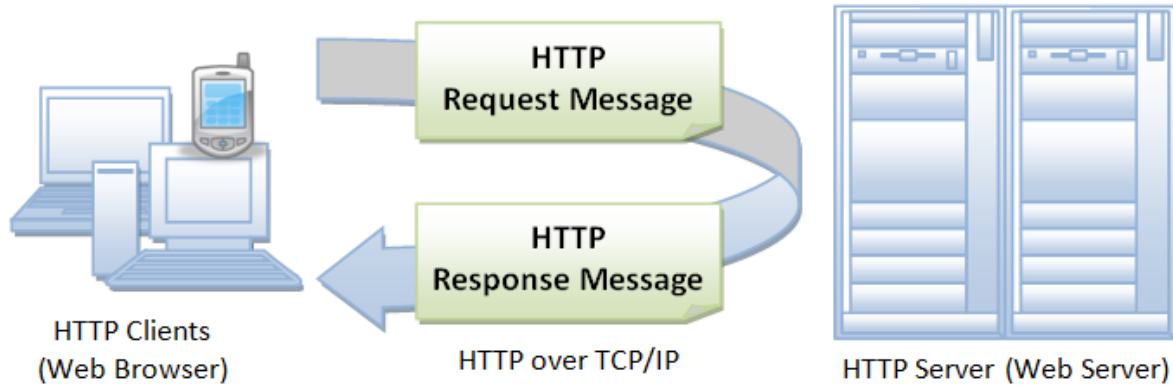 HTTP
Request Message
HTTP
Response Message
HTTP Clients
(Web Browser)
HTTP over TCP/IP
HTTP Server (Web Server)